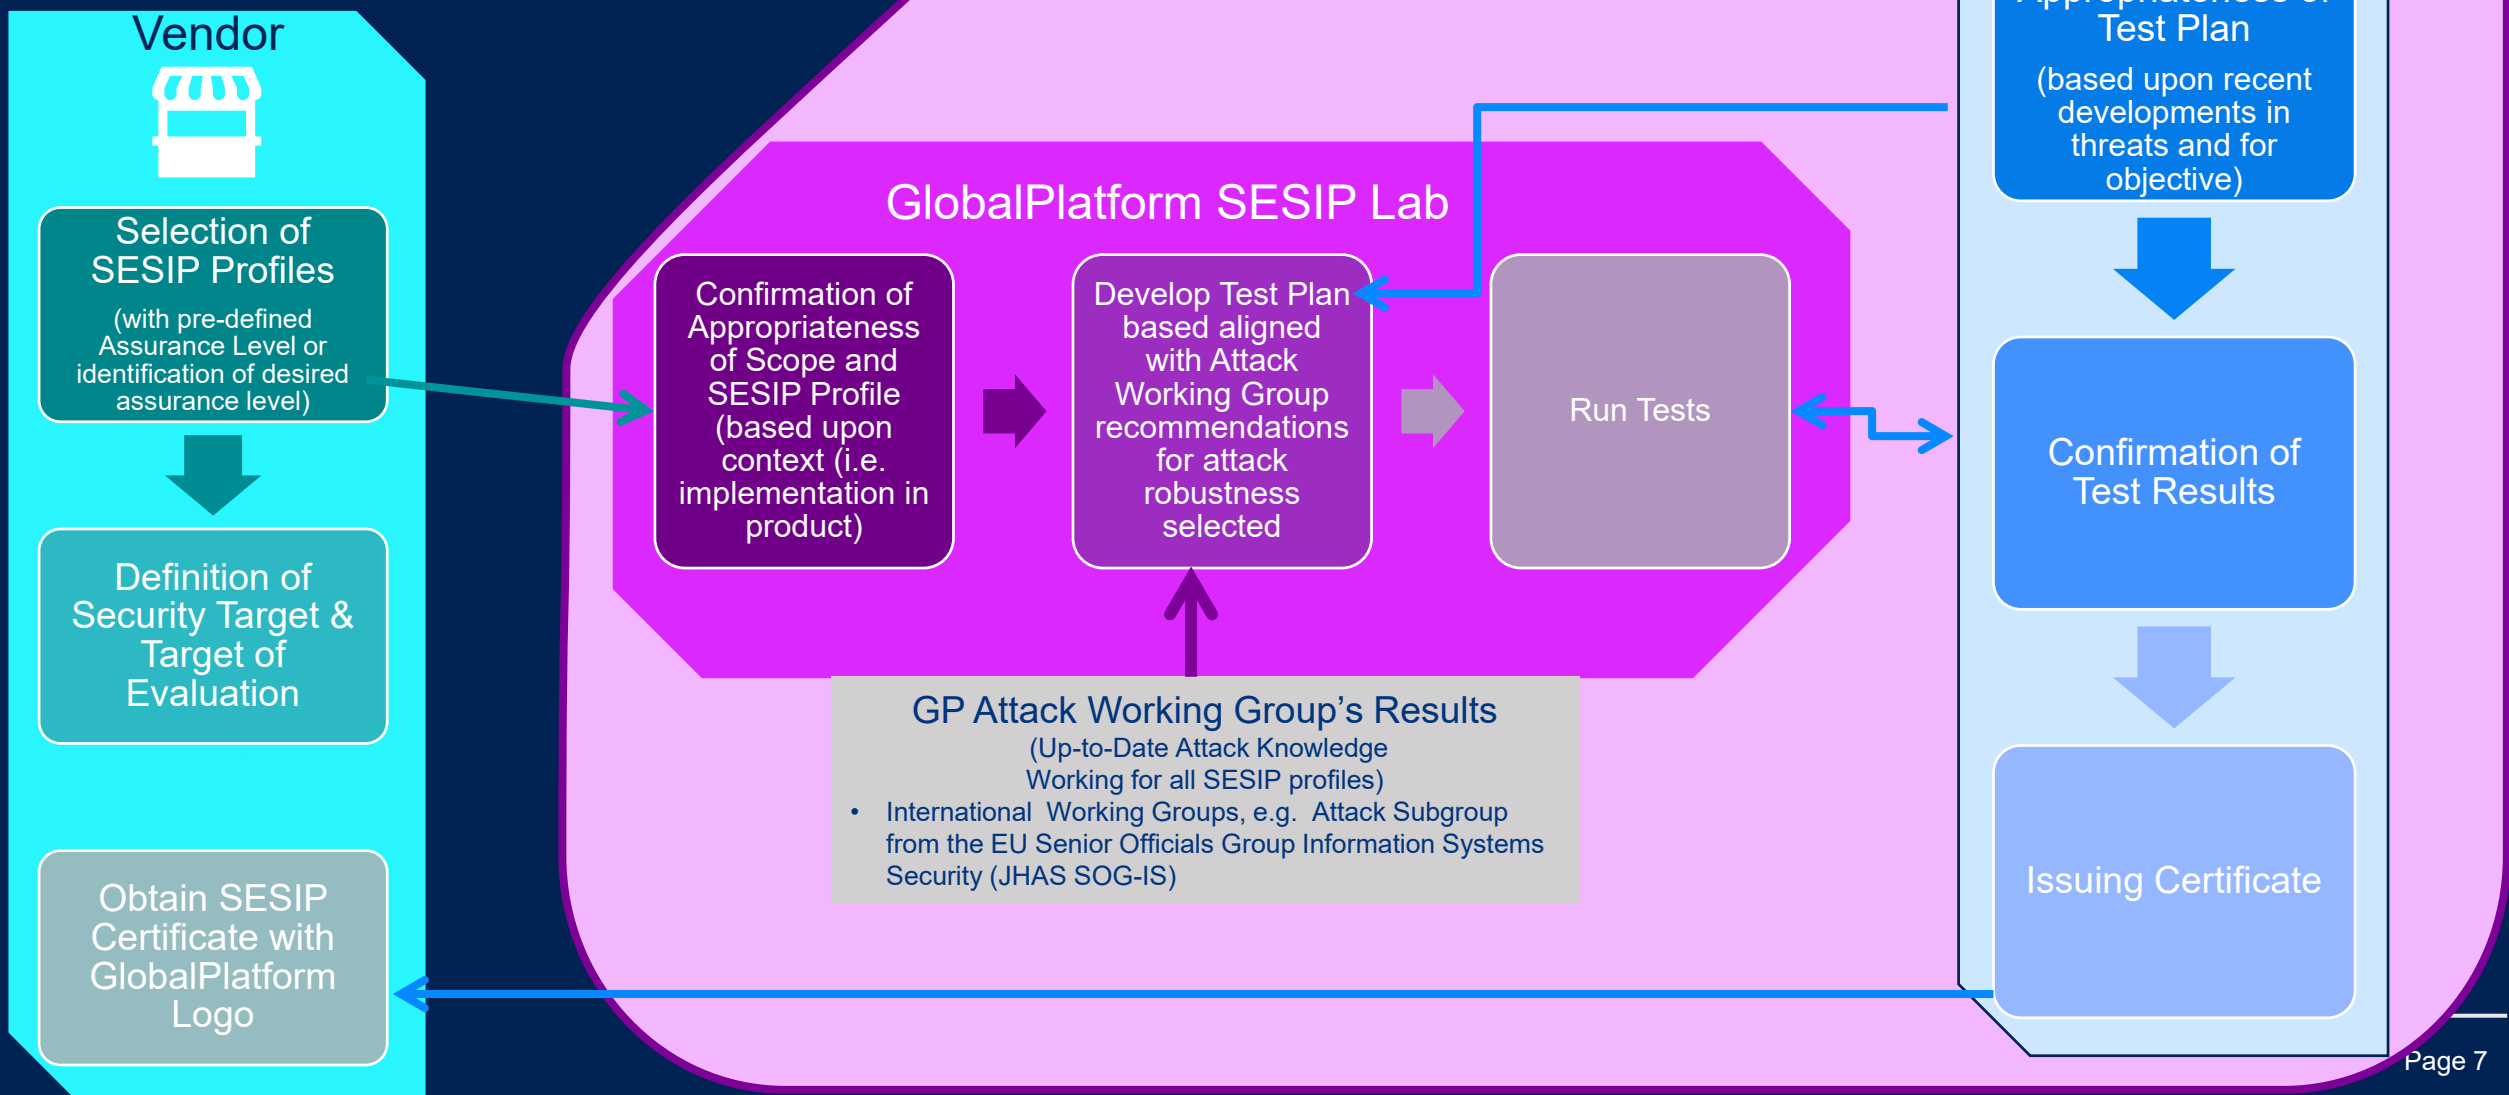 Vendor
Selection of
SESIP Profiles
(with pre-defined
Assurance Level or
identification of desired
assurance level)
Definition of
Security Target &
Target of
Evaluation
Obtain SESIP
Certificate with
GlobalPlatform
Logo
GlobalPlatform SESIP Lab
Confirmation of
Appropriateness
of Scope and
SESIP Profile
(based upon
context (i.e.
implementation in
product)
Develop Test Plan
based aligned
with Attack
Working Group
recommendations
for attack
robustness
selected
Run Tests
GP Attack Working Group’s Results
(Up-to-Date Attack Knowledge
Working for all SESIP profiles)
• International  Working Groups, e.g.  Attack Subgroup
from the EU Senior Officials Group Information Systems
Security (JHAS SOG-IS)
Appropriateness of
Test Plan
(based upon recent
developments in
threats and for
objective)
Confirmation of
Test Results
Issuing Certificate
Page 7